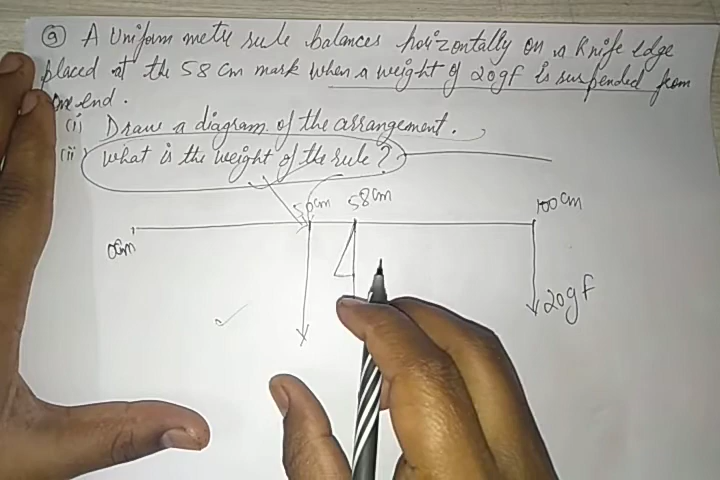 (9) A Uniform metre rule balances horizontally on a Knife edge
placed at the 58 cm mark when a weight of 20gf is suspended from
one end.
(i) Draw a diagram of the arrangement.
(ii) What is the weight of the rule?
50cm 58cm 100cm
0cm
20gf